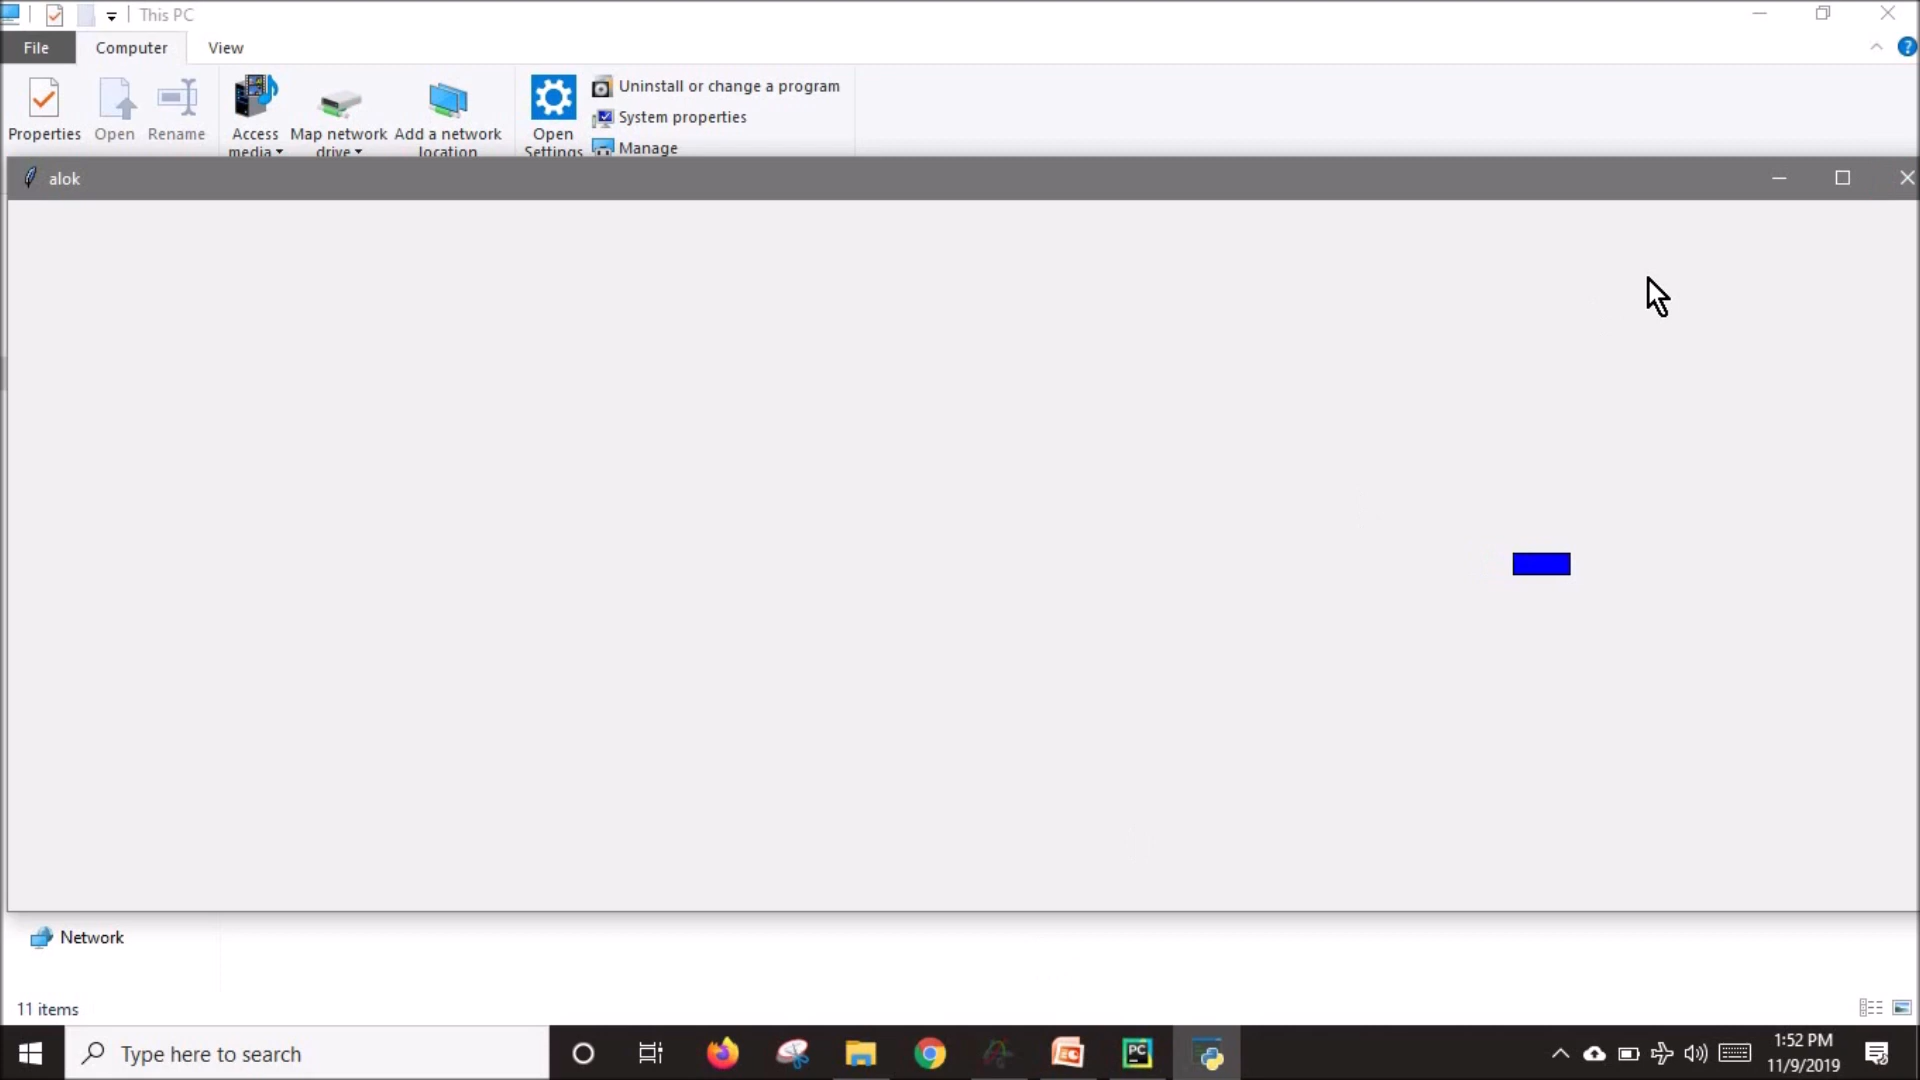 This PC
File Computer View
Properties Open Rename Access media Map network drive Add a network location Open Settings Uninstall or change a program
System properties
Manage
alok
Network
11 items
Type here to search
PC
1:52 PM
11/9/2019